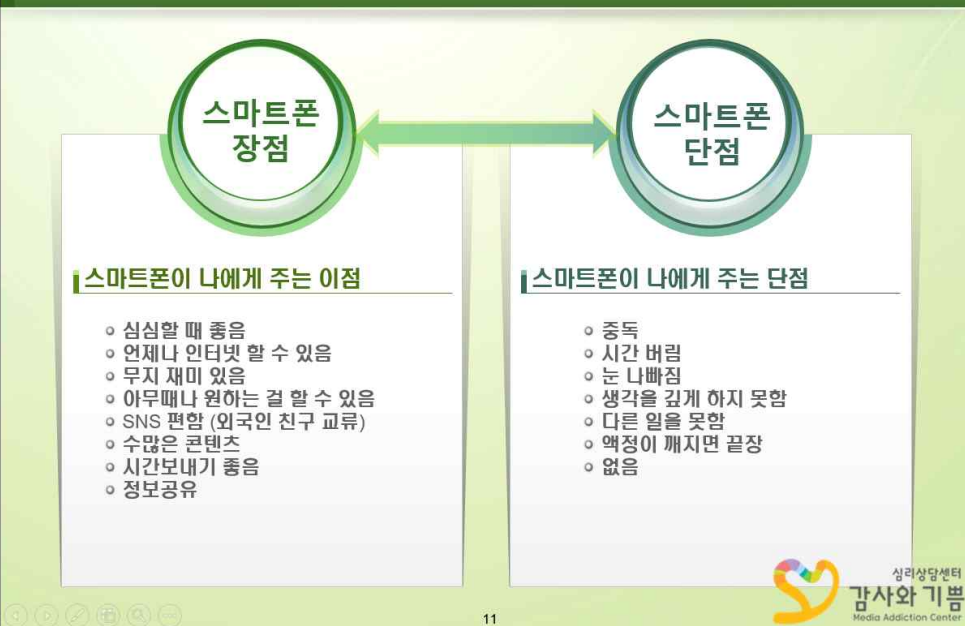 스마트폰
장점
스마트폰
단점
스마트폰이 나에게 주는 이점
심심할 때 좋음
언제나 인터넷 할 수 있음
무지 재미 있음
아무때나 원하는 걸 할 수 있음
SNS 편함 (외국인 친구 교류)
수많은 콘텐츠
시간보내기 좋음
정보공유
스마트폰이 나에게 주는 단점
중독
시간 버림
눈 나빠짐
생각을 깊게 하지 못함
다른 일을 못함
액정이 깨지면 끝장
없음
11
심리상담센터
감사와 기쁨
Media Addiction Center